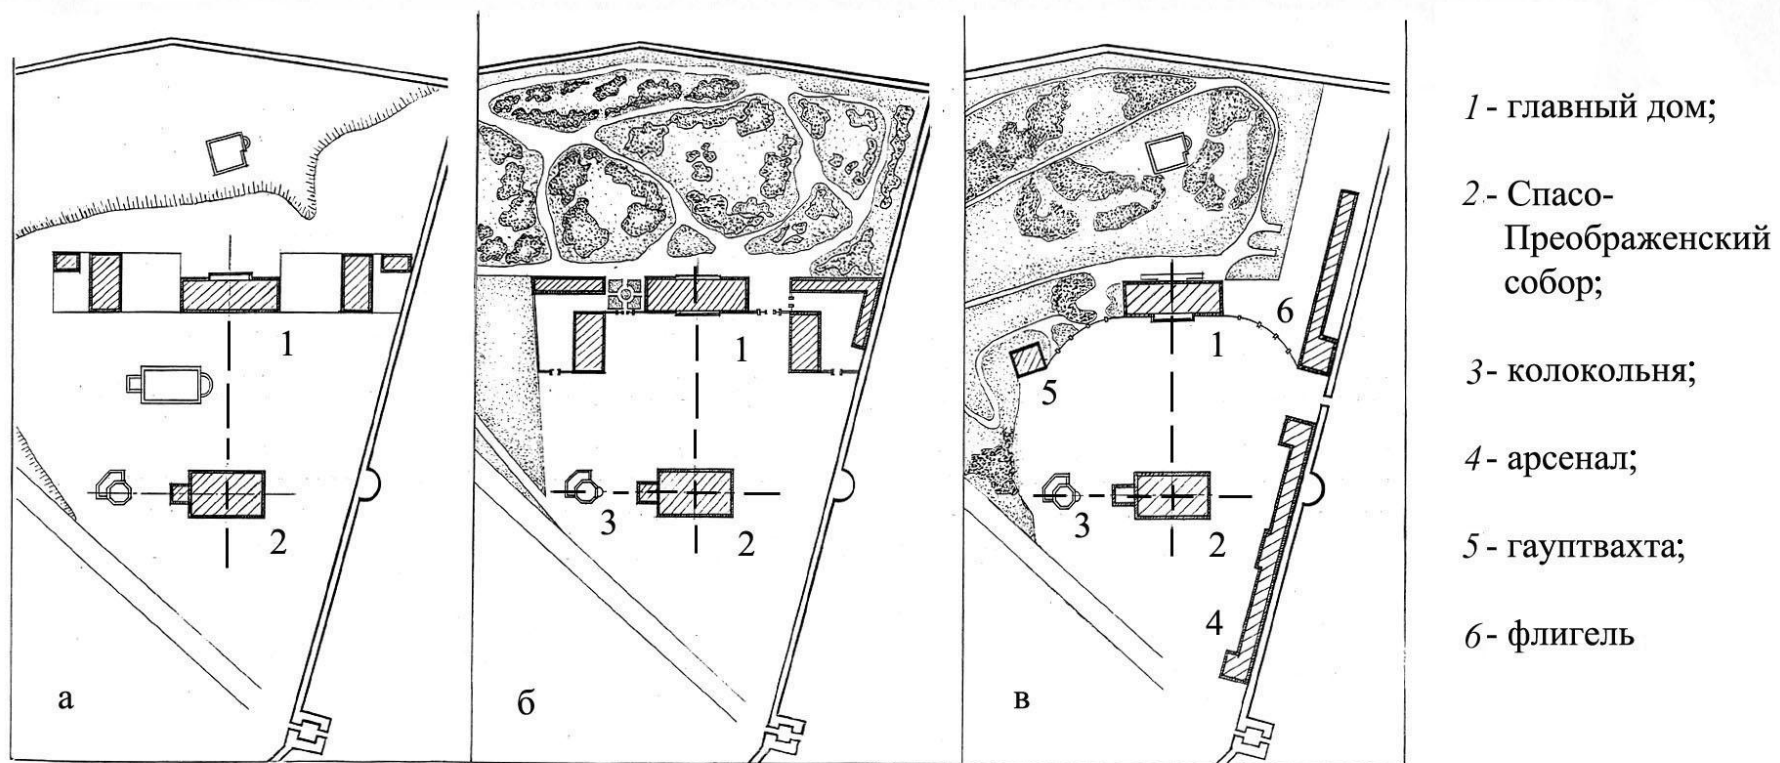 1
2
а
1
3
2
б
6
1
5
3
2
4
в
1 - главный дом;
2 - Спасо-
Преображенский
собор;
3 - колокольня;
4 - арсенал;
5 - гауптвахта;
6 - флигель